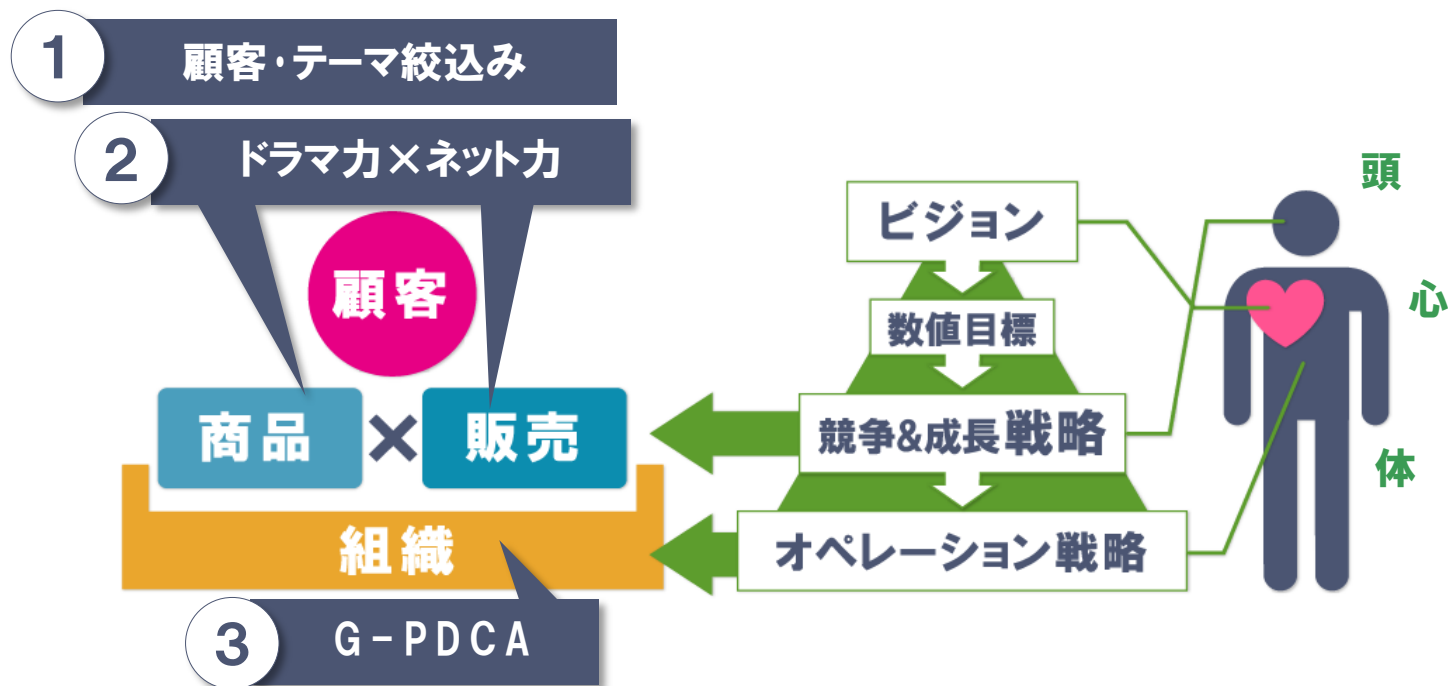 1
顧客・テーマ絞込み
2
ドラマ力×ネット力
顧客
商品×販売
組織
3
G-PDCA
ビジョン
数値目標
競争&成長戦略
オペレーション戦略
頭
心
体